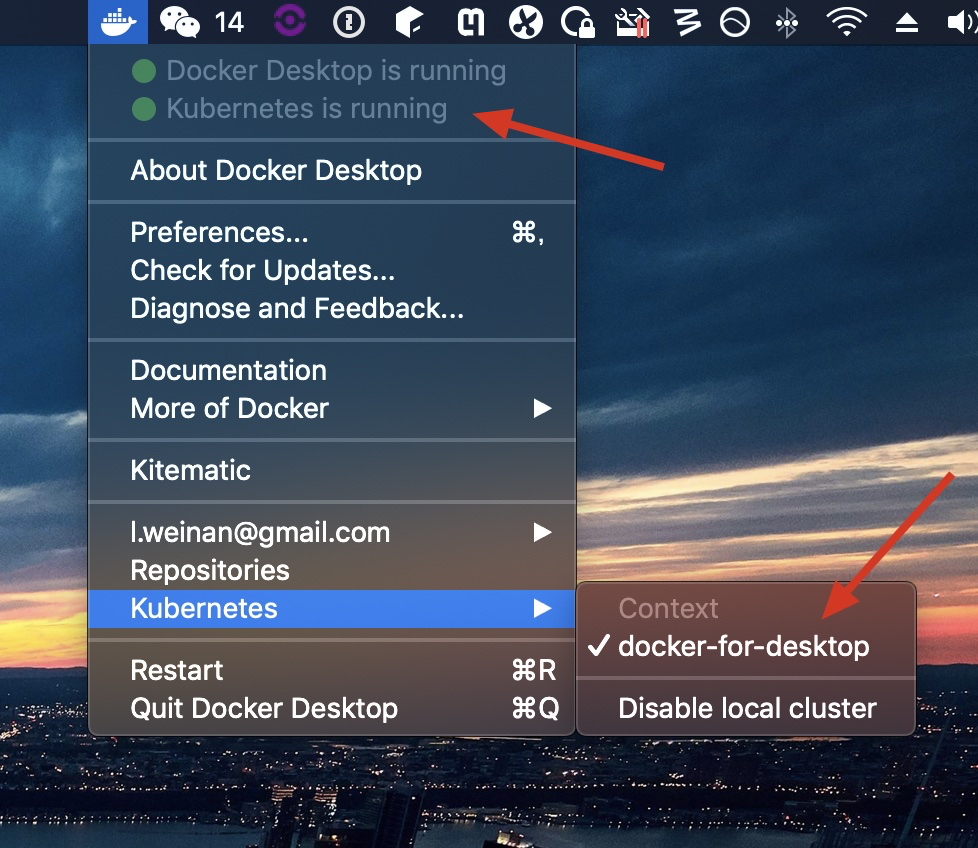 14
Docker Desktop is running
Kubernetes is running
About Docker Desktop
Preferences... ⌘,
Check for Updates...
Diagnose and Feedback...
Documentation
More of Docker ▶
Kitematic
l.weinan@gmail.com ▶
Repositories
Kubernetes ▶
Context
✓ docker-for-desktop
Disable local cluster
Restart ⌘R
Quit Docker Desktop ⌘Q